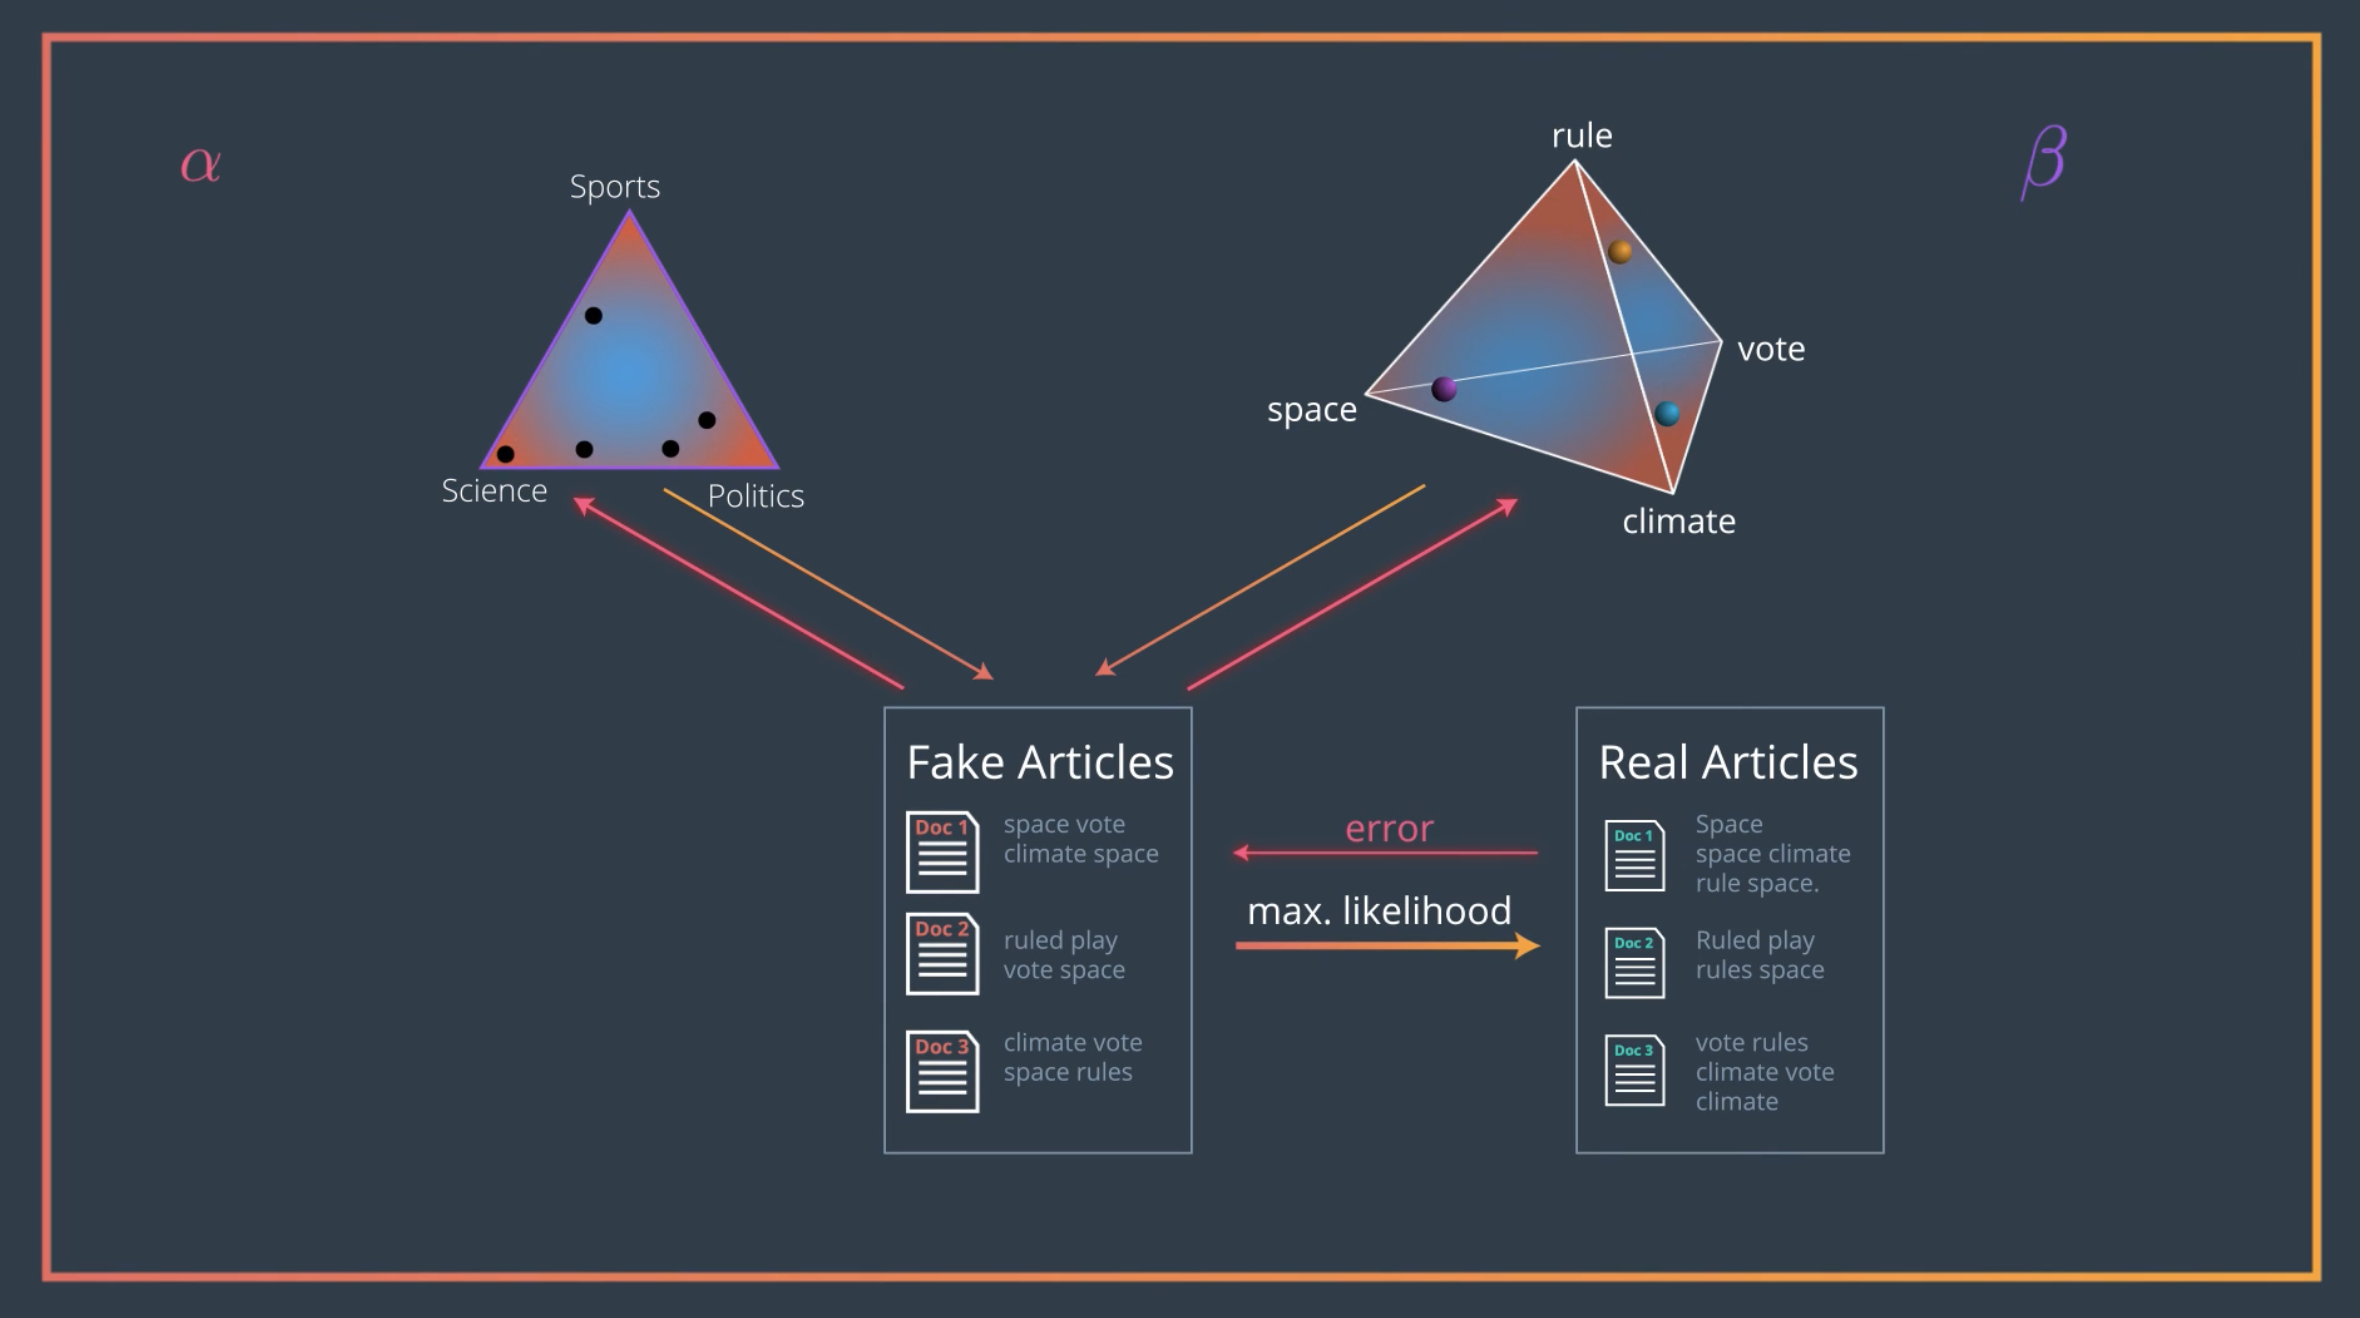 α
β
Sports
Science
Politics
rule
vote
space
climate
Fake Articles
Doc 1
space vote
climate space
Doc 2
ruled play
vote space
Doc 3
climate vote
space rules
error
max. likelihood
Real Articles
Doc 1
Space
space climate
rule space.
Doc 2
Ruled play
rules space
Doc 3
vote rules
climate vote
climate